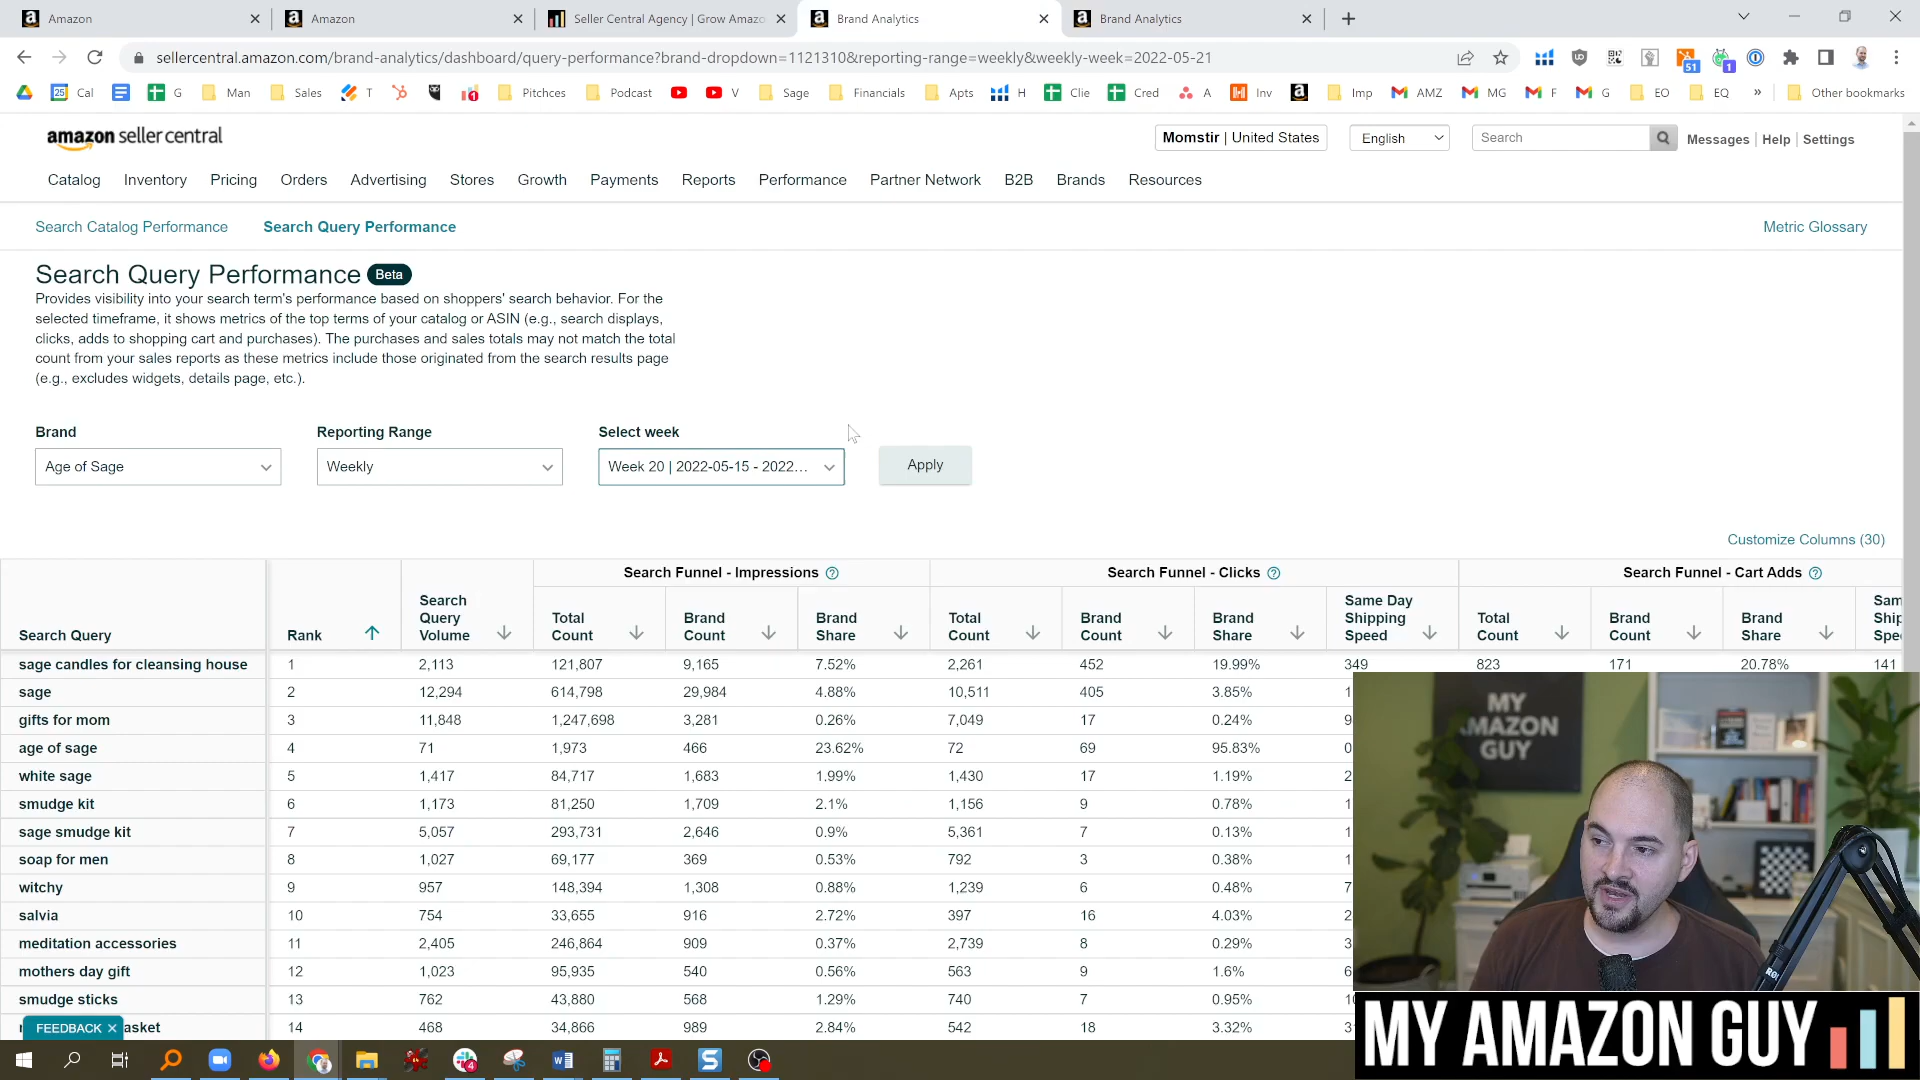 Amazon
Amazon
Seller Central Agency | Grow Amazo
Brand Analytics
Brand Analytics
sellercentral.amazon.com/brand-analytics/dashboard/query-performance?brand-dropdown=1121310&reporting-range=weekly&weekly-week=2022-05-21
51
1
25 Cal
G
Man
Sales
T
1
Pitchces
Podcast
V
Sage
Financials
Apts
H
Clie
Cred
A
Inv
Imp
AMZ
MG
F
G
EO
EQ
»
Other bookmarks
amazon seller central
Momstir | United States
English
Search
Messages | Help | Settings
Catalog Inventory Pricing Orders Advertising Stores Growth Payments Reports Performance Partner Network B2B Brands Resources
Search Catalog Performance
Search Query Performance
Metric Glossary
Search Query Performance Beta
Provides visibility into your search term's performance based on shoppers' search behavior. For the
selected timeframe, it shows metrics of the top terms of your catalog or ASIN (e.g., search displays,
clicks, adds to shopping cart and purchases). The purchases and sales totals may not match the total
count from your sales reports as these metrics include those originated from the search results page
(e.g., excludes widgets, details page, etc.).
Brand
Reporting Range
Select week
Age of Sage
Weekly
Week 20 | 2022-05-15 - 2022...
Apply
Customize Columns (30)
Search Funnel - Impressions
Search Funnel - Clicks
Search Funnel - Cart Adds
Search Query
Rank
Search
Query
Volume
Total
Count
Brand
Count
Brand
Share
Total
Count
Brand
Count
Brand
Share
Same Day
Shipping
Speed
Total
Count
Brand
Count
Brand
Share
Sam
Ship
Spe
sage candles for cleansing house 1 2,113 121,807 9,165 7.52% 2,261 452 19.99% 349 823 171 20.78% 141
sage 2 12,294 614,798 29,984 4.88% 10,511 405 3.85% 1
gifts for mom 3 11,848 1,247,698 3,281 0.26% 7,049 17 0.24% 9
age of sage 4 71 1,973 466 23.62% 72 69 95.83% 0
white sage 5 1,417 84,717 1,683 1.99% 1,430 17 1.19% 2
smudge kit 6 1,173 81,250 1,709 2.1% 1,156 9 0.78% 1
sage smudge kit 7 5,057 293,731 2,646 0.9% 5,361 7 0.13% 1
soap for men 8 1,027 69,177 369 0.53% 792 3 0.38% 1
witchy 9 957 148,394 1,308 0.88% 1,239 6 0.48% 7
salvia 10 754 33,655 916 2.72% 397 16 4.03% 2
meditation accessories 11 2,405 246,864 909 0.37% 2,739 8 0.29% 3
mothers day gift 12 1,023 95,935 540 0.56% 563 9 1.6% 6
smudge sticks 13 762 43,880 568 1.29% 740 7 0.95% 10
asket 14 468 34,866 989 2.84% 542 18 3.32% 3
FEEDBACK ×
MY
AMAZON
GUY
MY AMAZON GUY
4